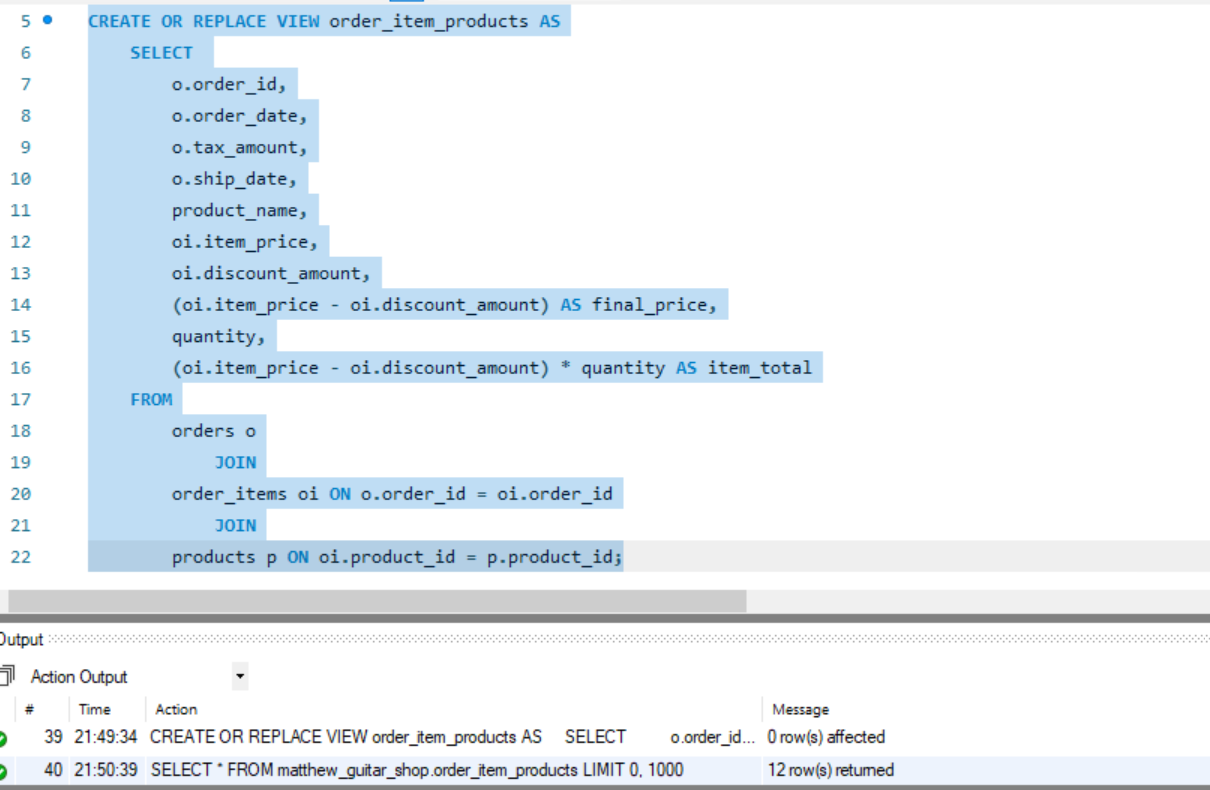 5 CREATE OR REPLACE VIEW order_item_products AS
6 SELECT
7 o.order_id,
8 o.order_date,
9 o.tax_amount,
10 o.ship_date,
11 product_name,
12 oi.item_price,
13 oi.discount_amount,
14 (oi.item_price - oi.discount_amount) AS final_price,
15 quantity,
16 (oi.item_price - oi.discount_amount) * quantity AS item_total
17 FROM
18 orders o
19 JOIN
20 order_items oi ON o.order_id = oi.order_id
21 JOIN
22 products p ON oi.product_id = p.product_id;
Output
Action Output
# Time Action Message
39 21:49:34 CREATE OR REPLACE VIEW order_item_products AS SELECT o.order_id... 0 row(s) affected
40 21:50:39 SELECT * FROM matthew_guitar_shop.order_item_products LIMIT 0, 1000 12 row(s) returned